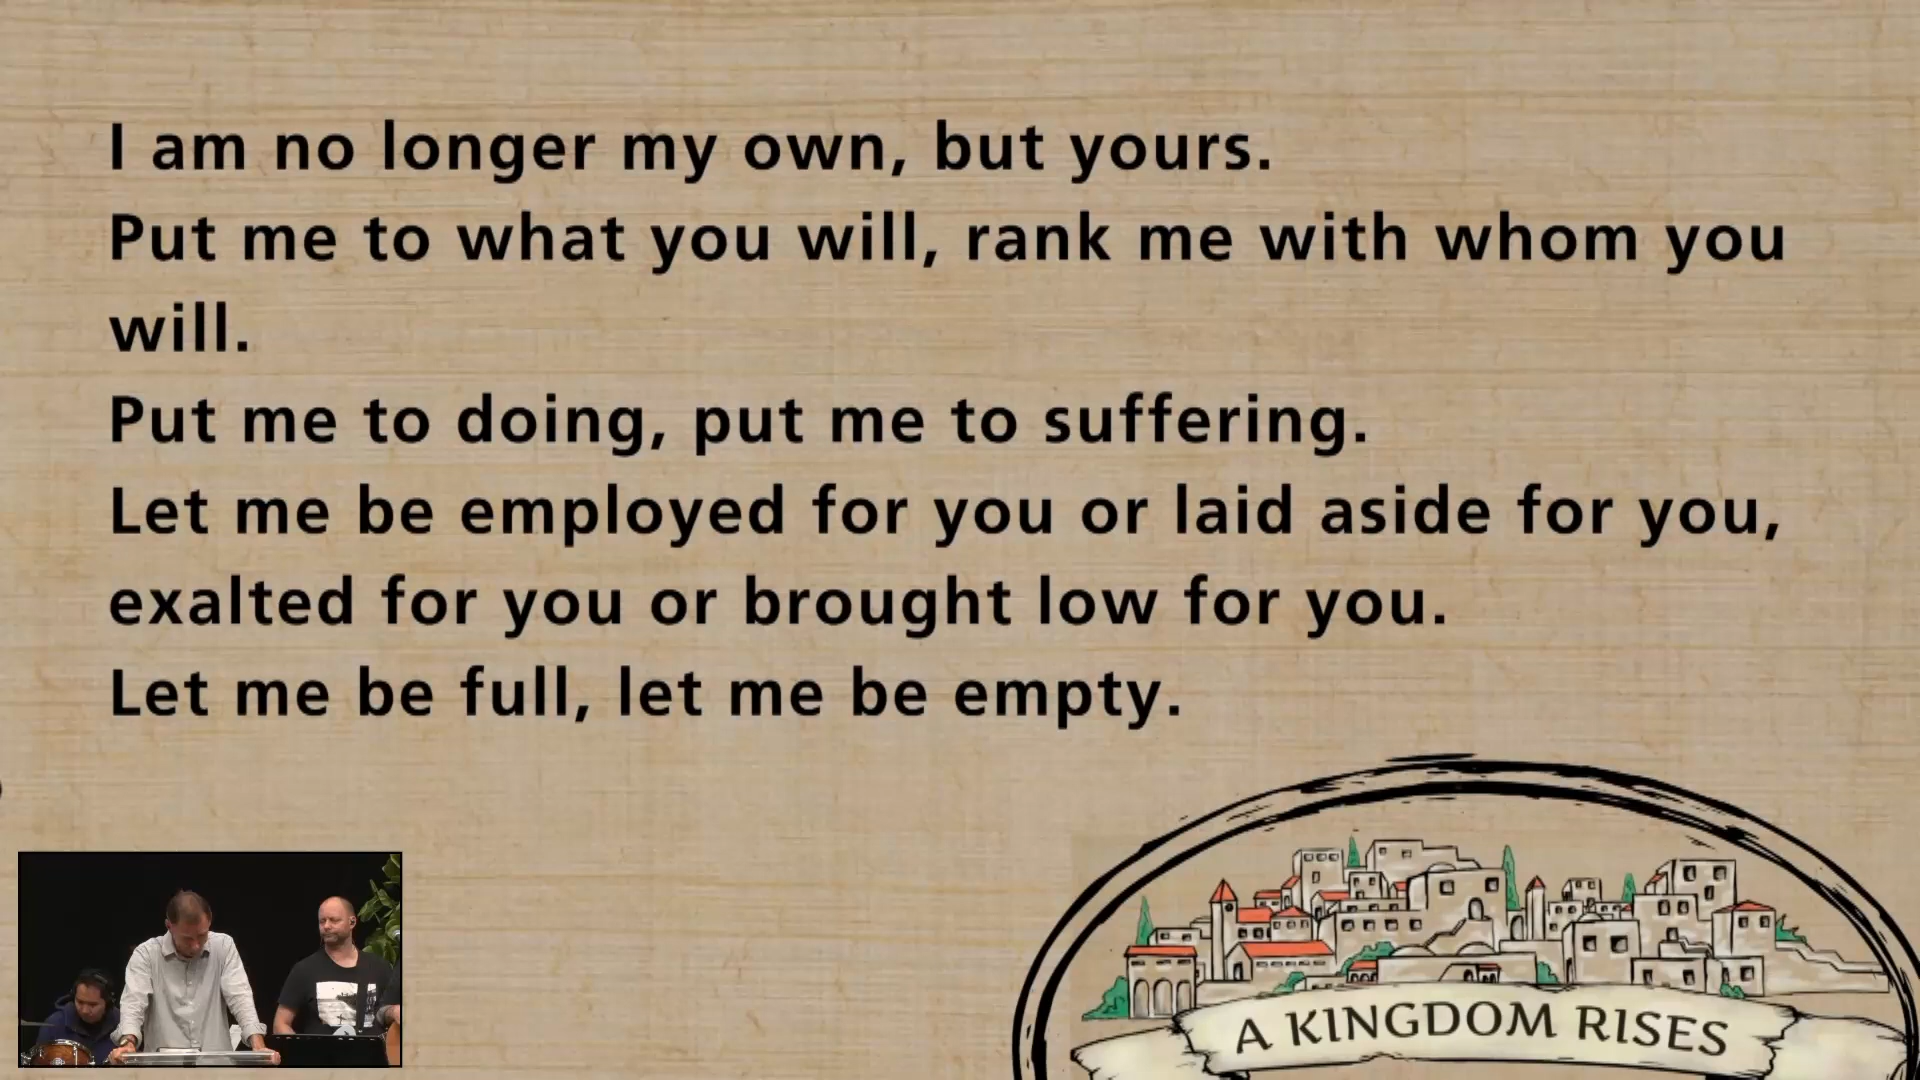 I am no longer my own, but yours.
Put me to what you will, rank me with whom you
will.
Put me to doing, put me to suffering.
Let me be employed for you or laid aside for you,
exalted for you or brought low for you.
Let me be full, let me be empty.
A KINGDOM RISES